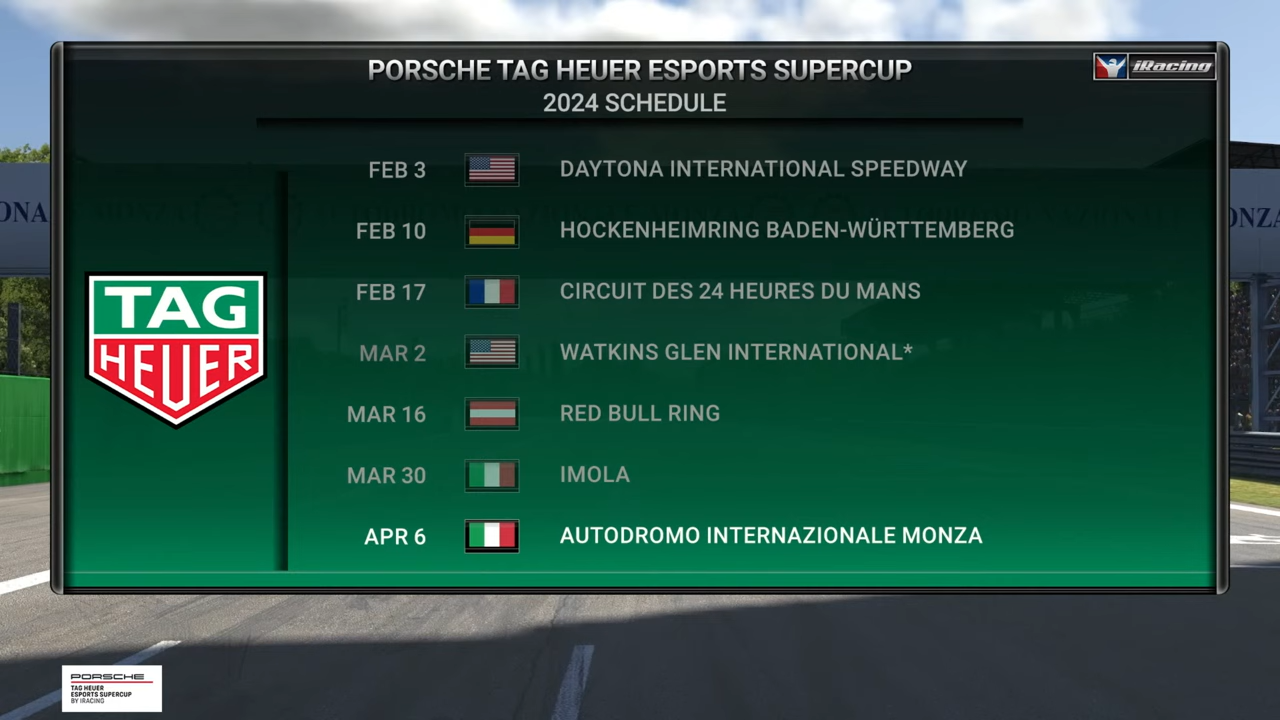 PORSCHE TAG HEUER ESPORTS SUPERCUP
iRacing
2024 SCHEDULE
FEB 3 DAYTONA INTERNATIONAL SPEEDWAY
FEB 10 HOCKENHEIMRING BADEN-WÜRTTEMBERG
FEB 17 CIRCUIT DES 24 HEURES DU MANS
MAR 2 WATKINS GLEN INTERNATIONAL*
MAR 16 RED BULL RING
MAR 30 IMOLA
APR 6 AUTODROMO INTERNAZIONALE MONZA
TAG
HEUER
PORSCHE
TAG HEUER
ESPORTS SUPERCUP
BY IRACING